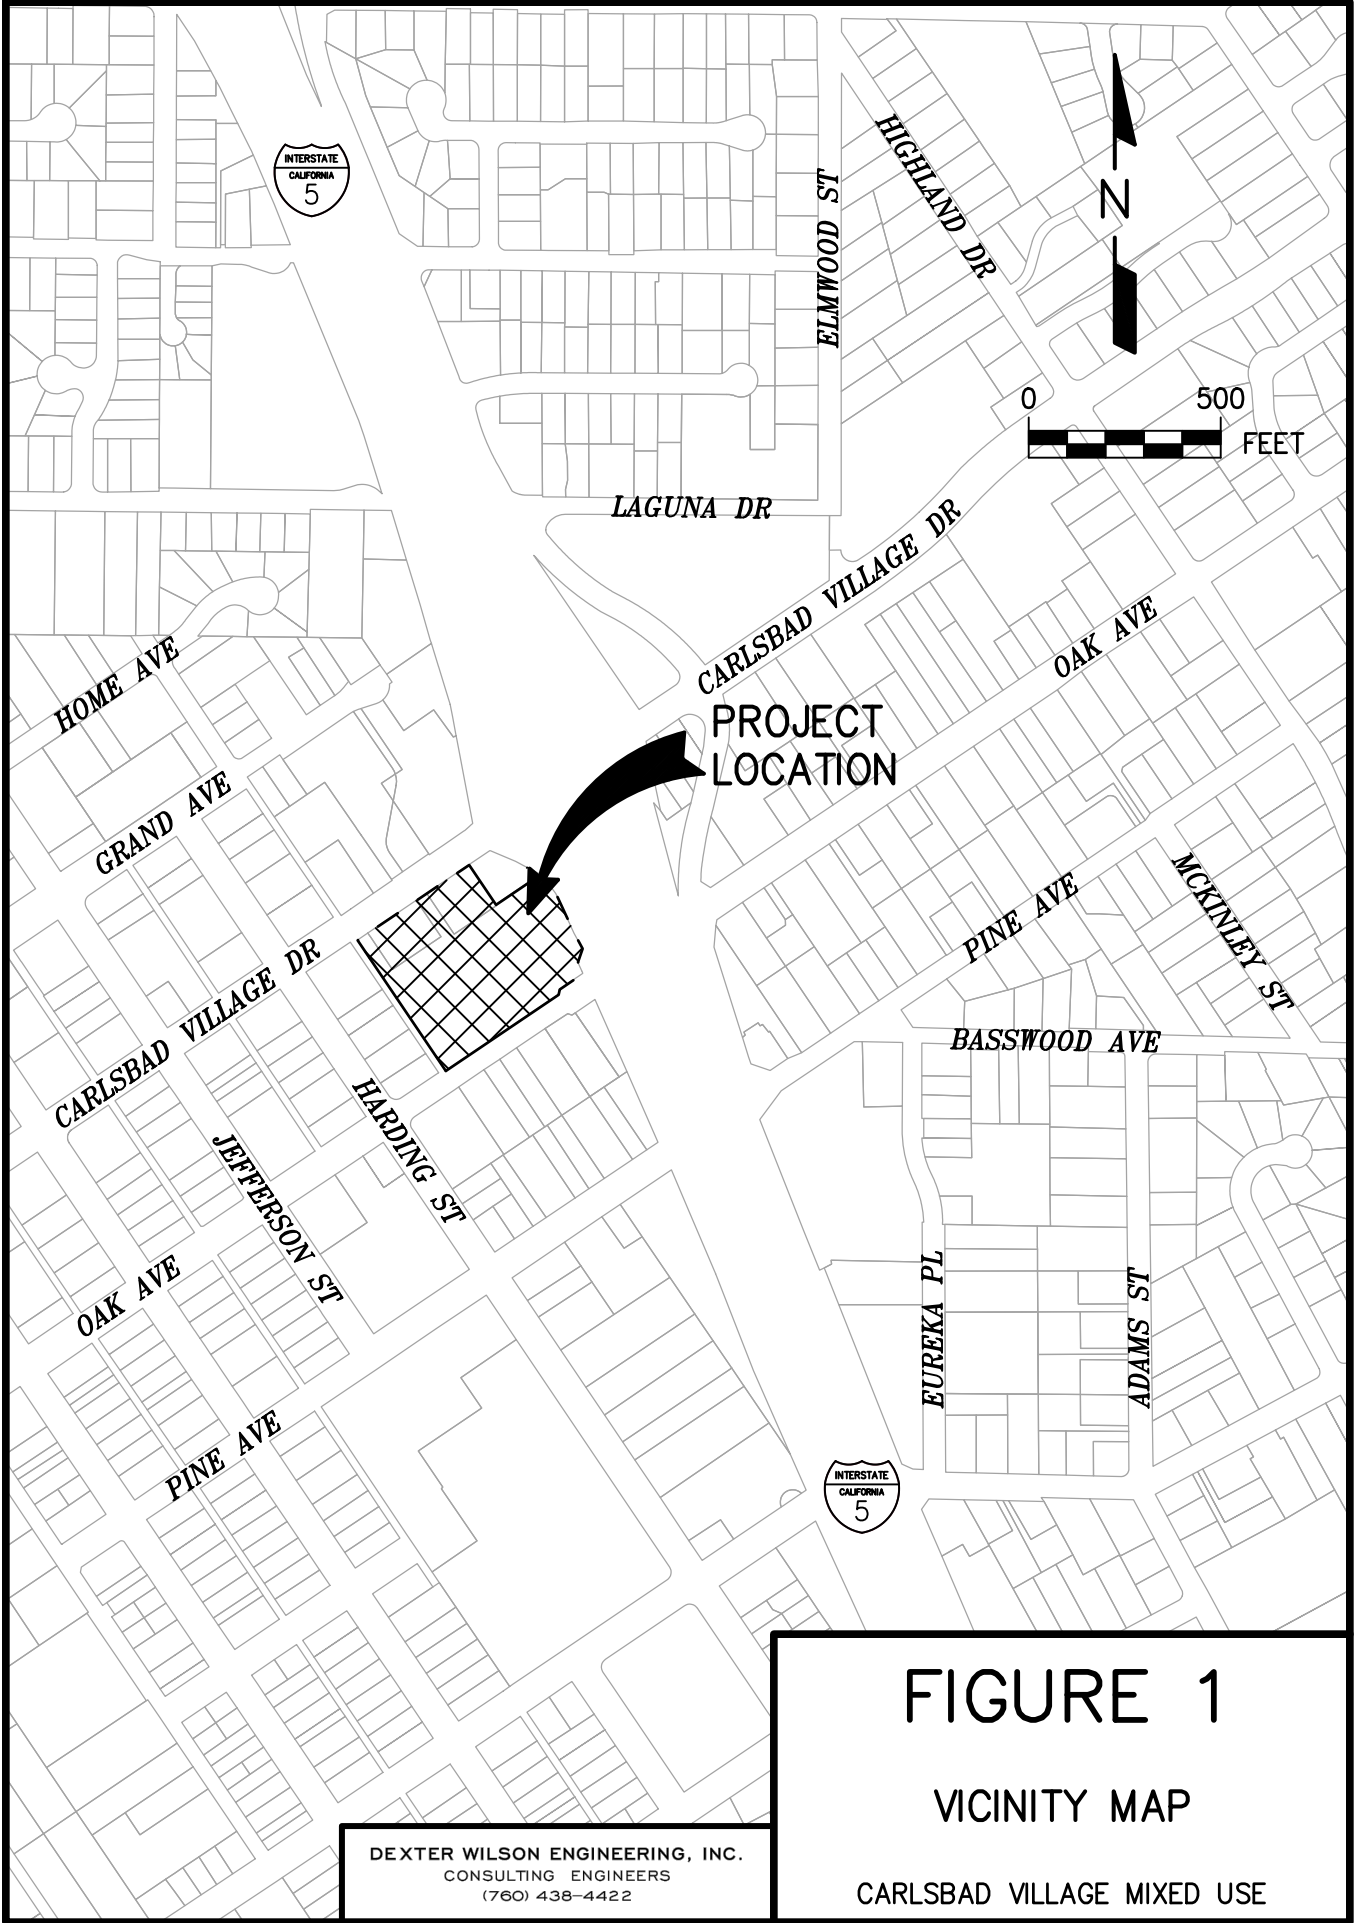 INTERSTATE
CALIFORNIA
5
HIGHLAND DR
ELMWOOD ST
N
0 500
FEET
LAGUNA DR
CARLSBAD VILLAGE DR
OAK AVE
HOME AVE
PROJECT
LOCATION
GRAND AVE
MCKINLEY ST
PINE AVE
CARLSBAD VILLAGE DR
BASSWOOD AVE
HARDING ST
JEFFERSON ST
OAK AVE
EUREKA PL
ADAMS ST
PINE AVE
INTERSTATE
CALIFORNIA
5
FIGURE 1
VICINITY MAP
CARLSBAD VILLAGE MIXED USE
DEXTER WILSON ENGINEERING, INC.
CONSULTING ENGINEERS
(760) 438-4422